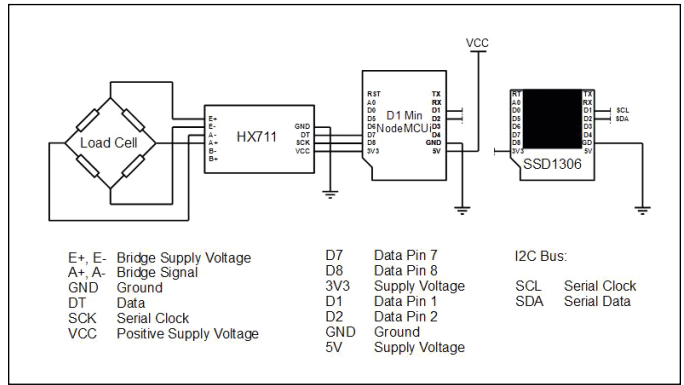 VCC
Load Cell
E+
E-
A-
A+
B-
B+
HX711
GND
DT
SCK
VCC
RST
A0
D0
D5
D6
D7
D8
3V3
D1 Min
NodeMCUi
TX
RX
D1
D2
D3
D4
GND
5V
RT
A0
D0
D5
D6
D7
D8
3V3
TX
RX
D1
D2
D3
D4
GD
5V
SCL
SDA
SSD1306
E+, E- Bridge Supply Voltage
A+, A- Bridge Signal
GND Ground
DT Data
SCK Serial Clock
VCC Positive Supply Voltage
D7 Data Pin 7
D8 Data Pin 8
3V3 Supply Voltage
D1 Data Pin 1
D2 Data Pin 2
GND Ground
5V Supply Voltage
I2C Bus:
SCL Serial Clock
SDA Serial Data